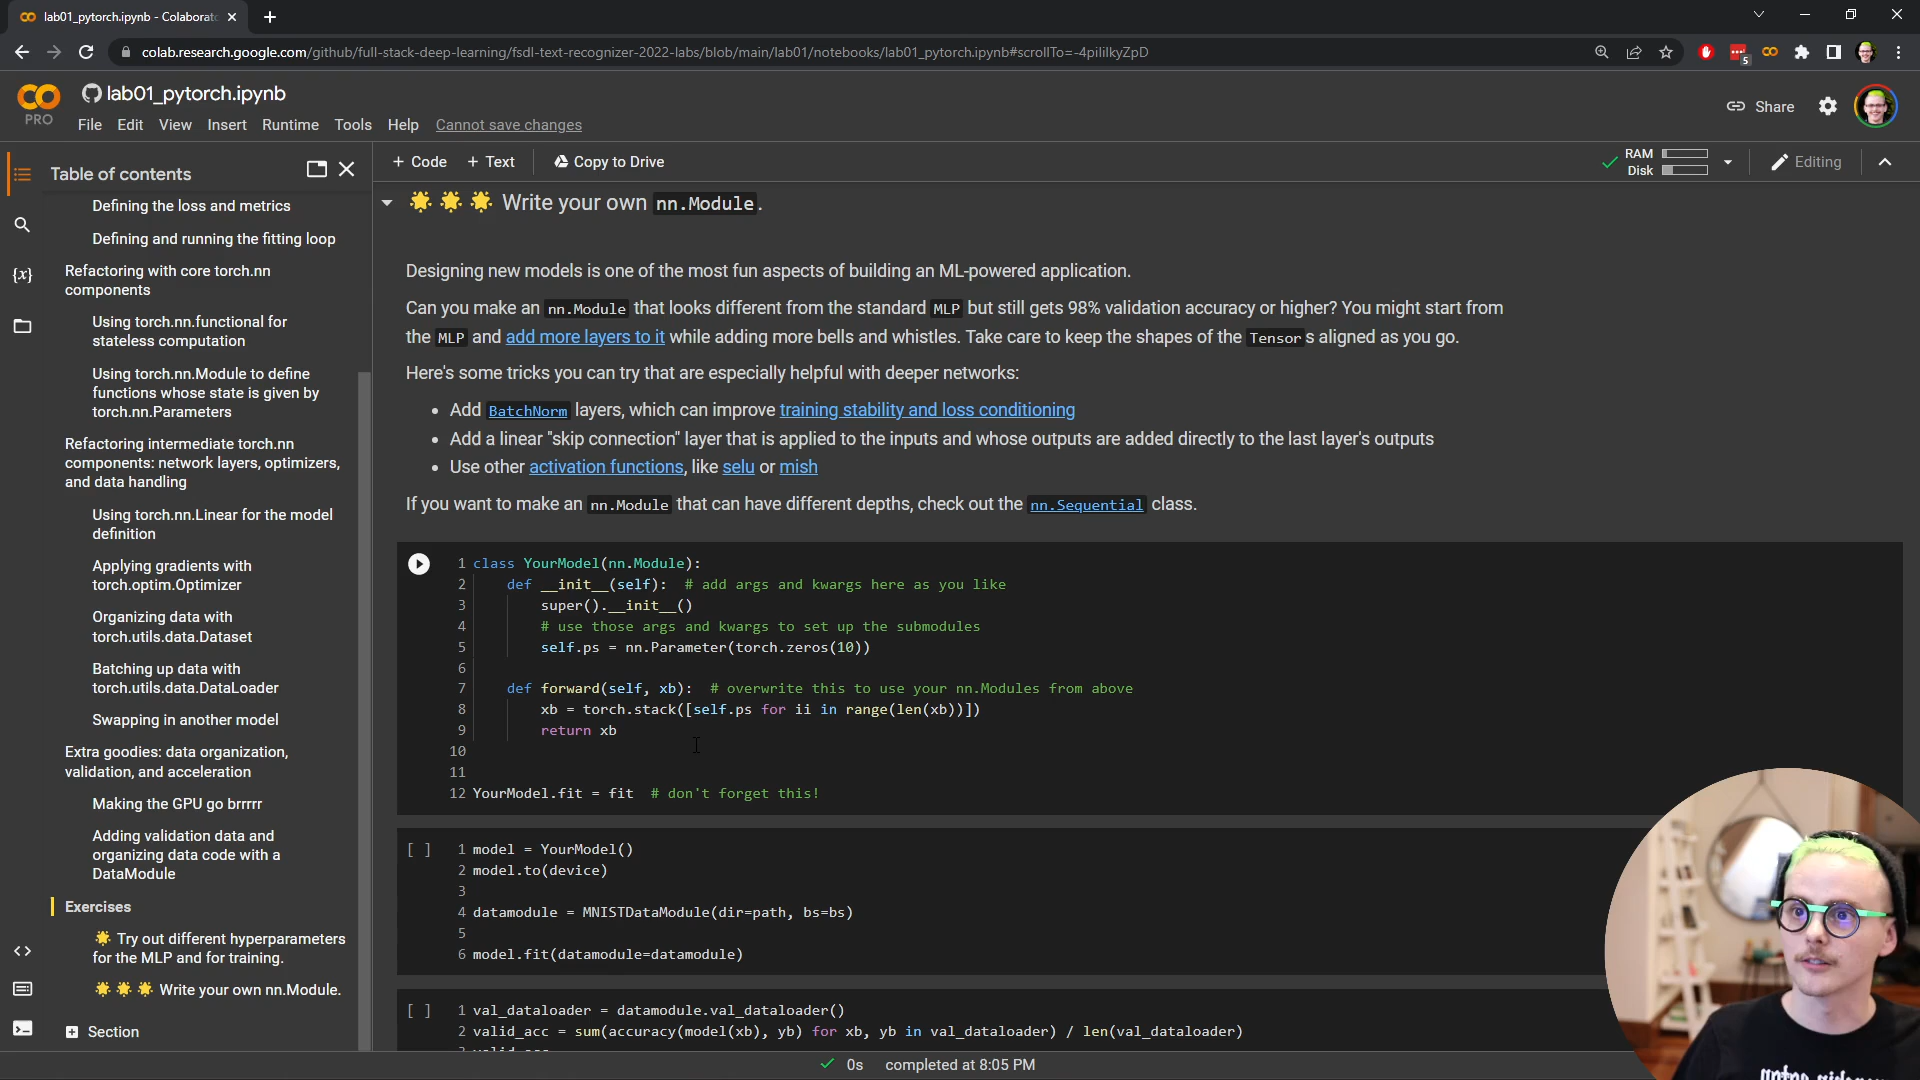 lab01_pytorch.ipynb - Colaborato
colab.research.google.com/github/full-stack-deep-learning/fsdl-text-recognizer-2022-labs/blob/main/lab01/notebooks/lab01_pytorch.ipynb#scrollTo=-4pililkyZpD
5
PRO
lab01_pytorch.ipynb
File Edit View Insert Runtime Tools Help Cannot save changes
Share
Table of contents
Defining the loss and metrics
Defining and running the fitting loop
Refactoring with core torch.nn
components
Using torch.nn.functional for
stateless computation
Using torch.nn.Module to define
functions whose state is given by
torch.nn.Parameters
Refactoring intermediate torch.nn
components: network layers, optimizers,
and data handling
Using torch.nn.Linear for the model
definition
Applying gradients with
torch.optim.Optimizer
Organizing data with
torch.utils.data.Dataset
Batching up data with
torch.utils.data.DataLoader
Swapping in another model
Extra goodies: data organization,
validation, and acceleration
Making the GPU go brrrrr
Adding validation data and
organizing data code with a
DataModule
Exercises
🌟 Try out different hyperparameters
for the MLP and for training.
🌟 🌟 🌟 Write your own nn.Module.
Section
+ Code + Text Copy to Drive
RAM
Disk
Editing
🌟 🌟 🌟 Write your own nn.Module.
Designing new models is one of the most fun aspects of building an ML-powered application.
Can you make an nn.Module that looks different from the standard MLP but still gets 98% validation accuracy or higher? You might start from
the MLP and add more layers to it while adding more bells and whistles. Take care to keep the shapes of the Tensors aligned as you go.
Here's some tricks you can try that are especially helpful with deeper networks:
• Add BatchNorm layers, which can improve training stability and loss conditioning
• Add a linear "skip connection" layer that is applied to the inputs and whose outputs are added directly to the last layer's outputs
• Use other activation functions, like selu or mish
If you want to make an nn.Module that can have different depths, check out the nn.Sequential class.
1 class YourModel(nn.Module):
2 def __init__(self): # add args and kwargs here as you like
3 super().__init__()
4 # use those args and kwargs to set up the submodules
5 self.ps = nn.Parameter(torch.zeros(10))
6
7 def forward(self, xb): # overwrite this to use your nn.Modules from above
8 xb = torch.stack([self.ps for ii in range(len(xb))])
9 return xb
10
11
12 YourModel.fit = fit # don't forget this!
[ ] 1 model = YourModel()
2 model.to(device)
3
4 datamodule = MNISTDataModule(dir=path, bs=bs)
5
6 model.fit(datamodule=datamodule)
[ ] 1 val_dataloader = datamodule.val_dataloader()
2 valid_acc = sum(accuracy(model(xb), yb) for xb, yb in val_dataloader) / len(val_dataloader)
0s completed at 8:05 PM